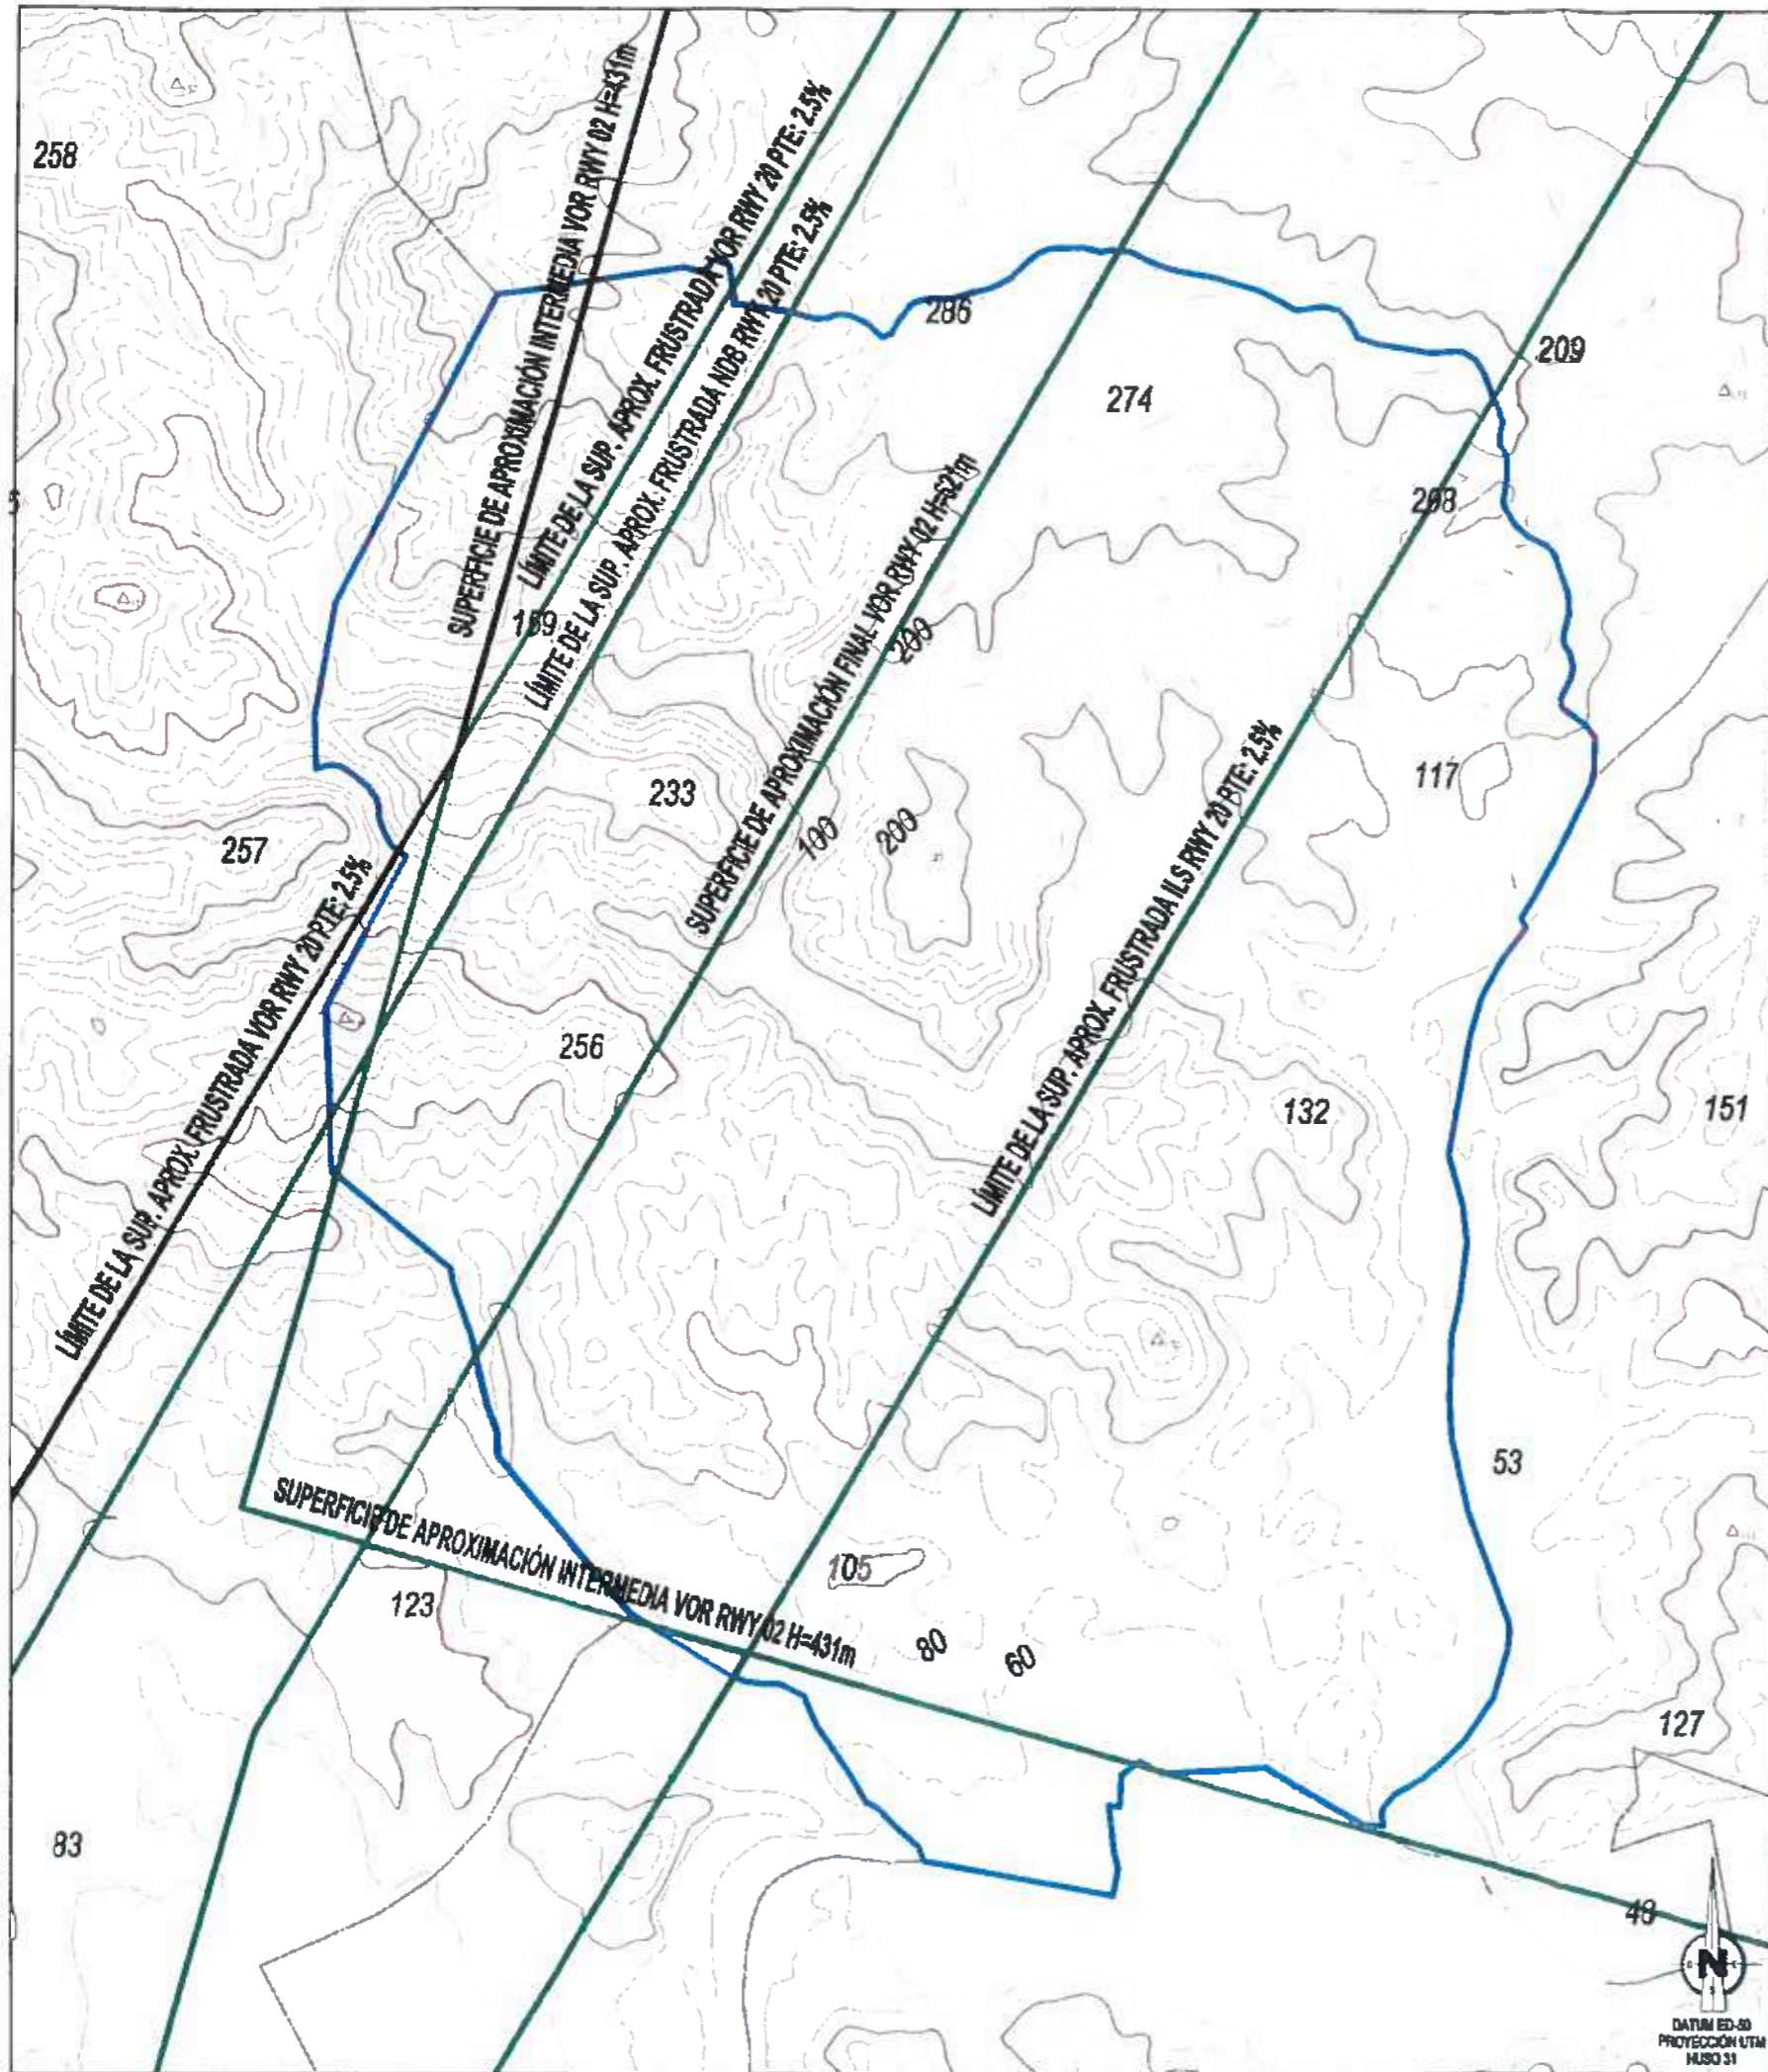 258
SUPERFICIE DE APROXIMACIÓN INTERMEDIA VOR RWY 02 H=431m
LÍMITE DE LA SUP. APROX. FRUSTRADA VOR RWY 20 PTE: 2.5%
LÍMITE DE LA SUP. APROX. FRUSTRADA NDB RWY 20 PTE: 2.5%
286
209
274
268
SUPERFICIE DE APROXIMACIÓN FINAL VOR RWY 02 H=521m
159
200
233
117
257
100
200
LÍMITE DE LA SUP. APROX. FRUSTRADA VOR RWY 20 PTE: 2.5%
LÍMITE DE LA SUP. APROX. FRUSTRADA ILS RWY 20 PTE: 2.5%
256
132
151
53
SUPERFICIE DE APROXIMACIÓN INTERMEDIA VOR RWY 02 H=431m
105
123
80
60
127
83
48
N
DATUM ED-50
PROYECCIÓN UTM
HUSO 31